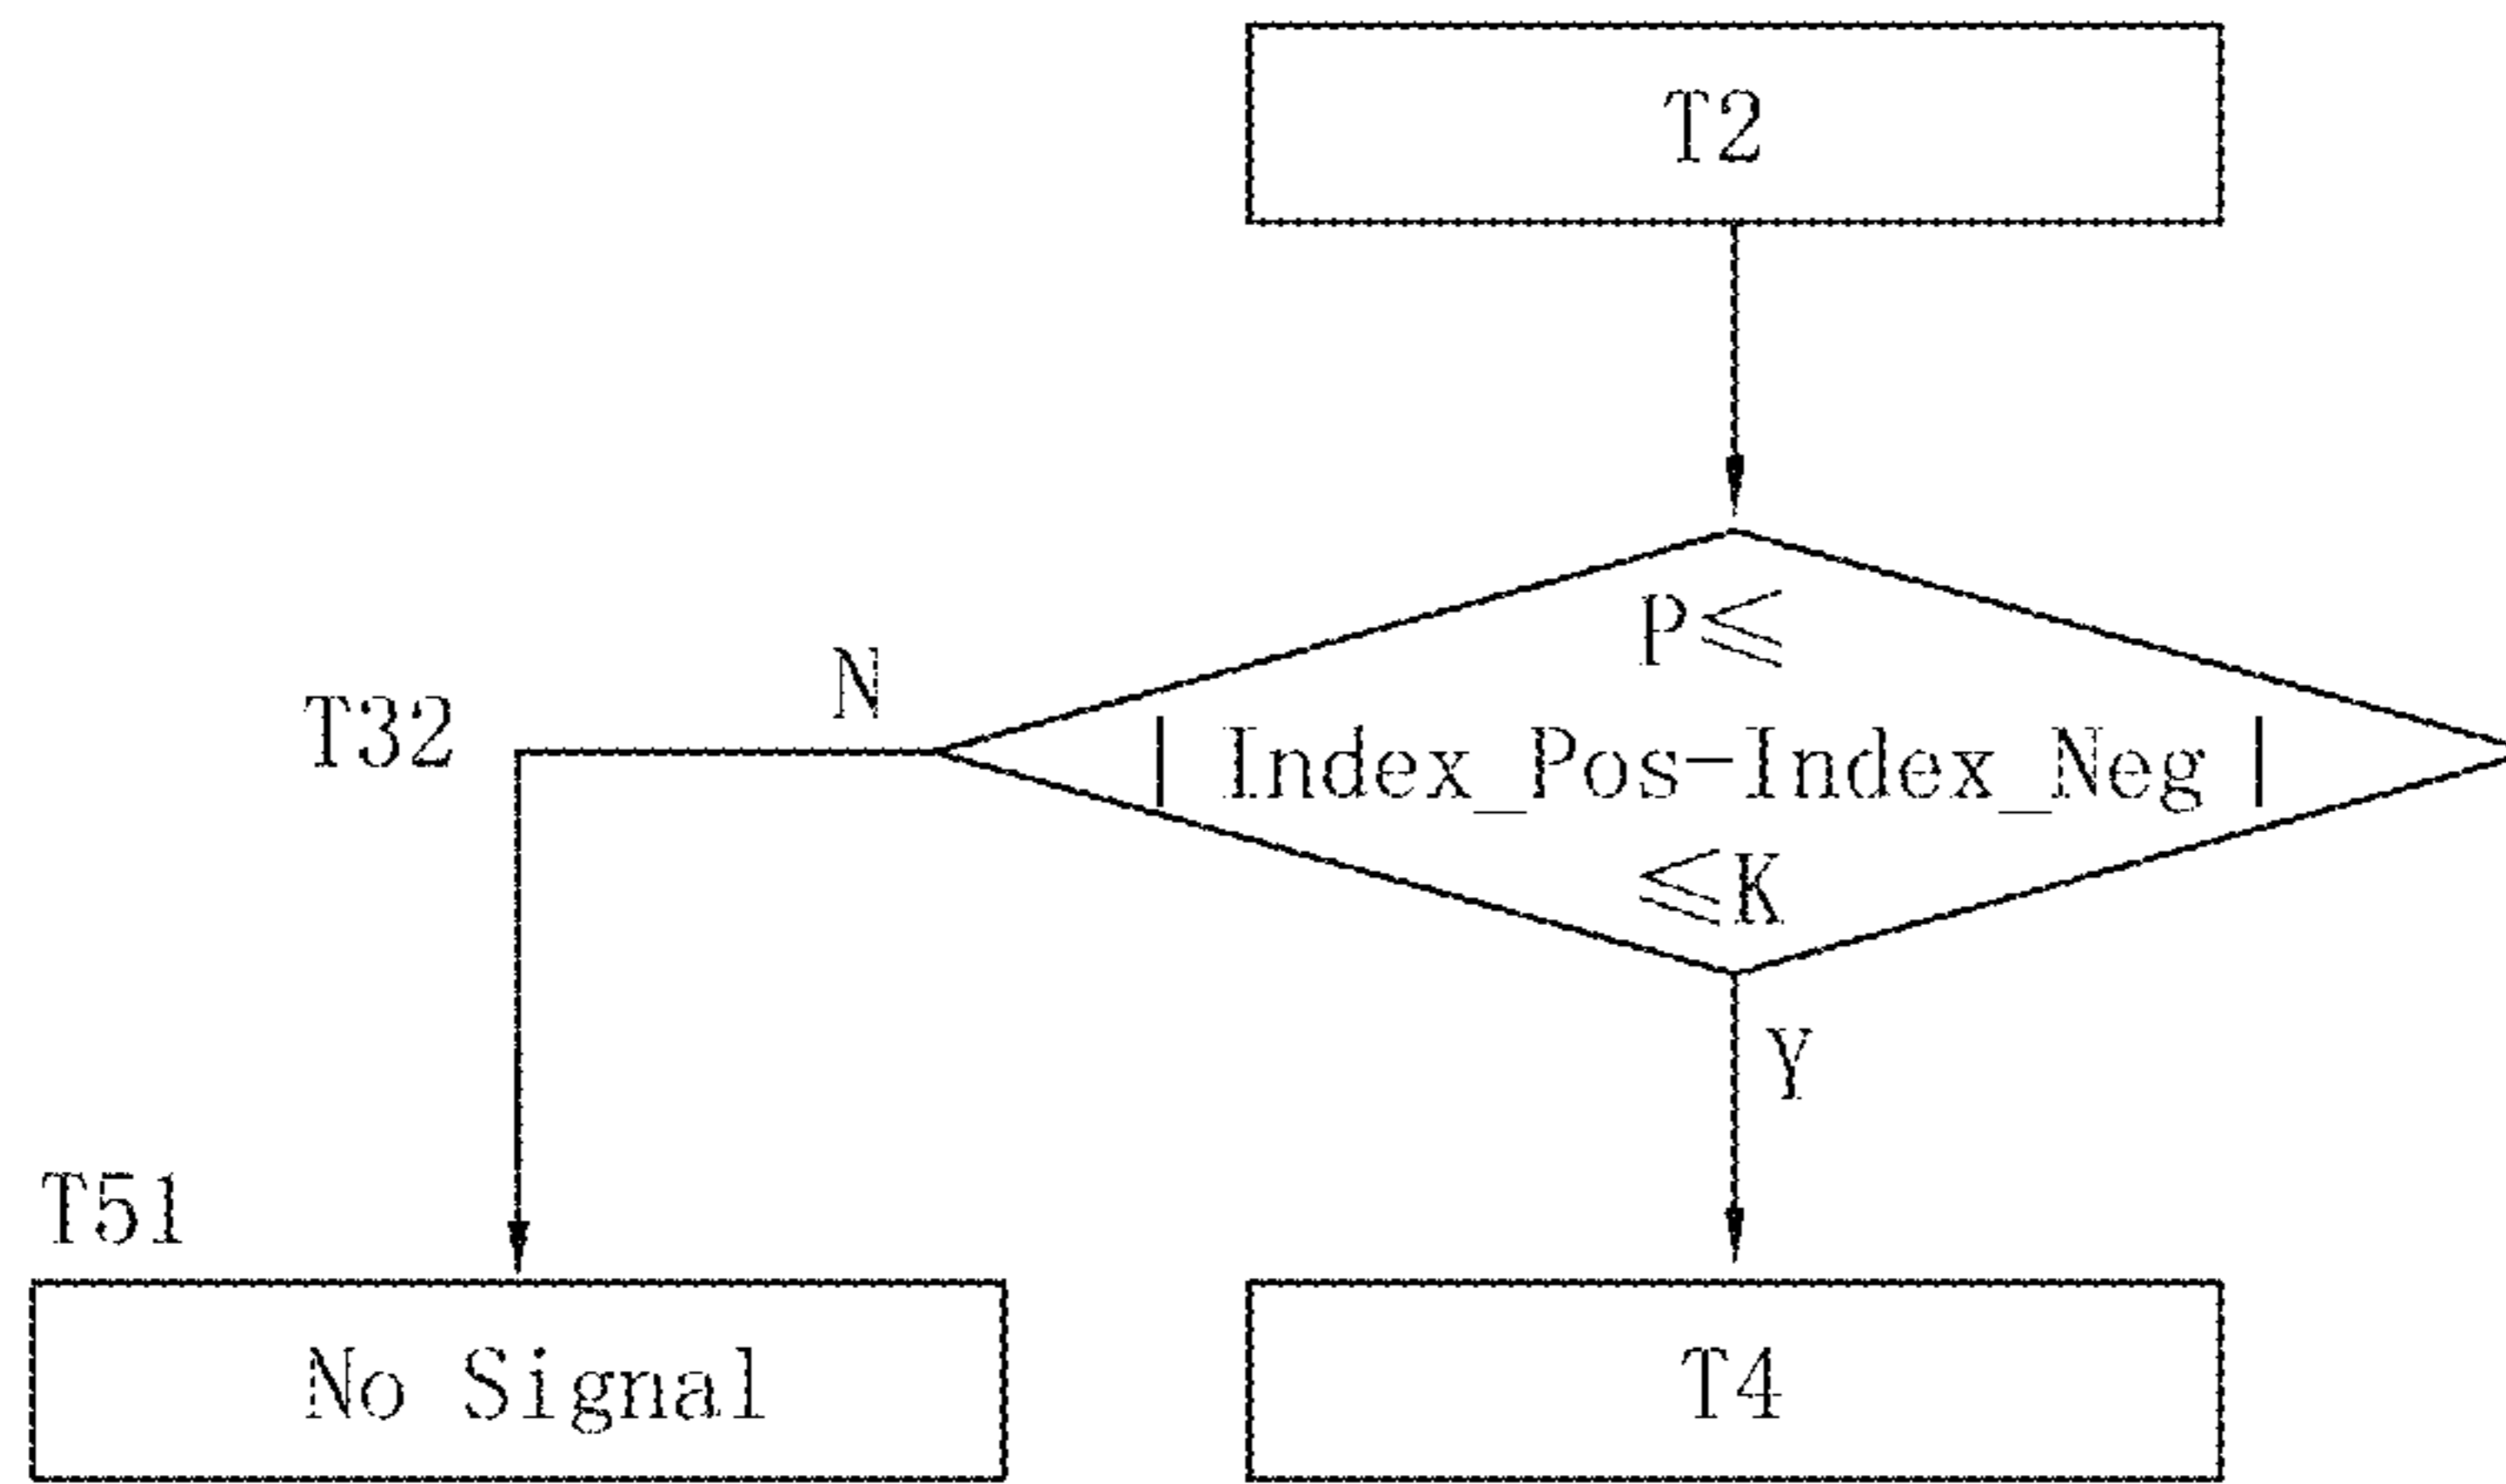 T2
P≤
N
T32
| Index_Pos-Index_Neg |
≤K
Y
T51
No Signal
T4